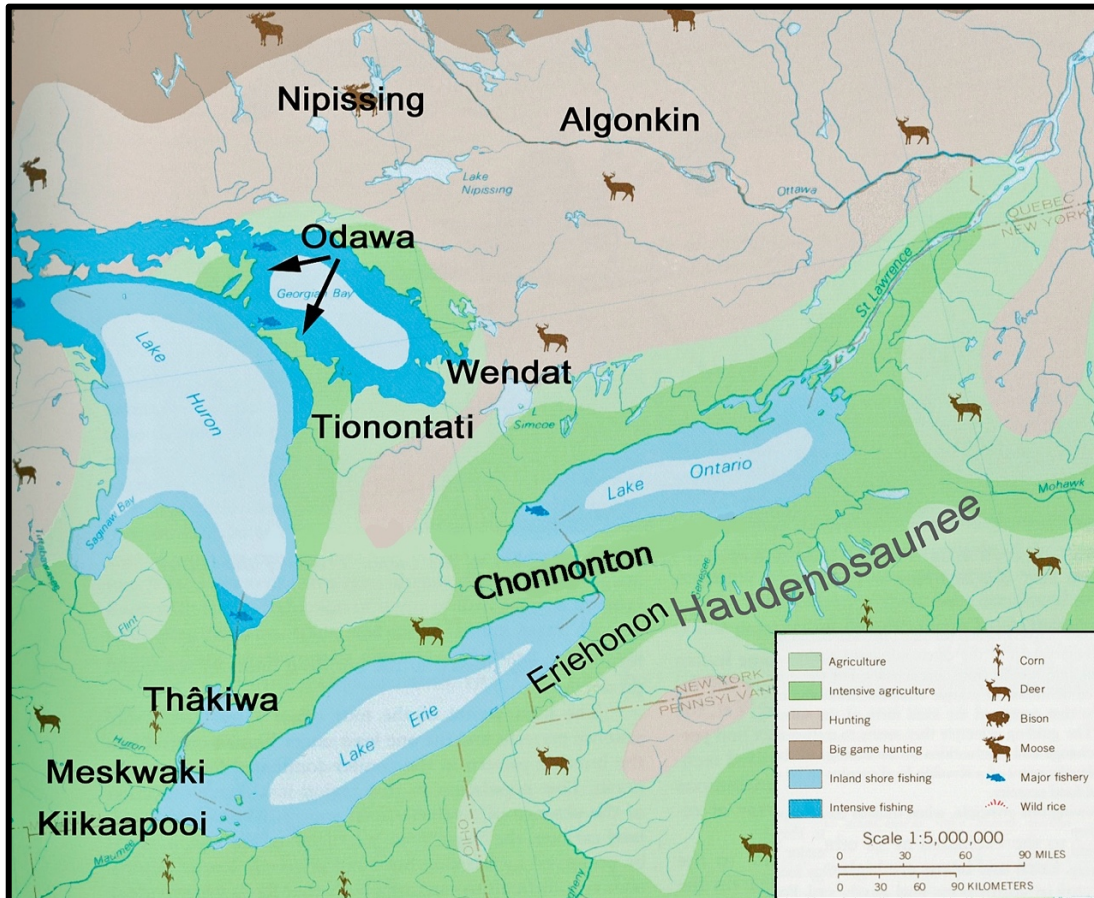 Nipissing
Algonkin
Lake
Nipissing
Ottawa
QUEBEC
NEW YORK
Odawa
Georgian Bay
St Lawrence
Lake
Huron
Wendat
Simcoe
Tionontati
Lake Ontario
Mohawk
Saginaw Bay
Flint
Chonnonton
Genesee
Haudenosaunee
Eriehonon
NEW YORK
PENNSYLVAN
Thâkiwa
Huron
Lake Erie
Meskwaki
Kiikaapooi
Maumee
OHIO
gheny
Agriculture
Intensive agriculture
Hunting
Big game hunting
Inland shore fishing
Intensive fishing
Corn
Deer
Bison
Moose
Major fishery
Wild rice
Scale 1:5,000,000
0 30 60 90 MILES
0 30 60 90 KILOMETERS